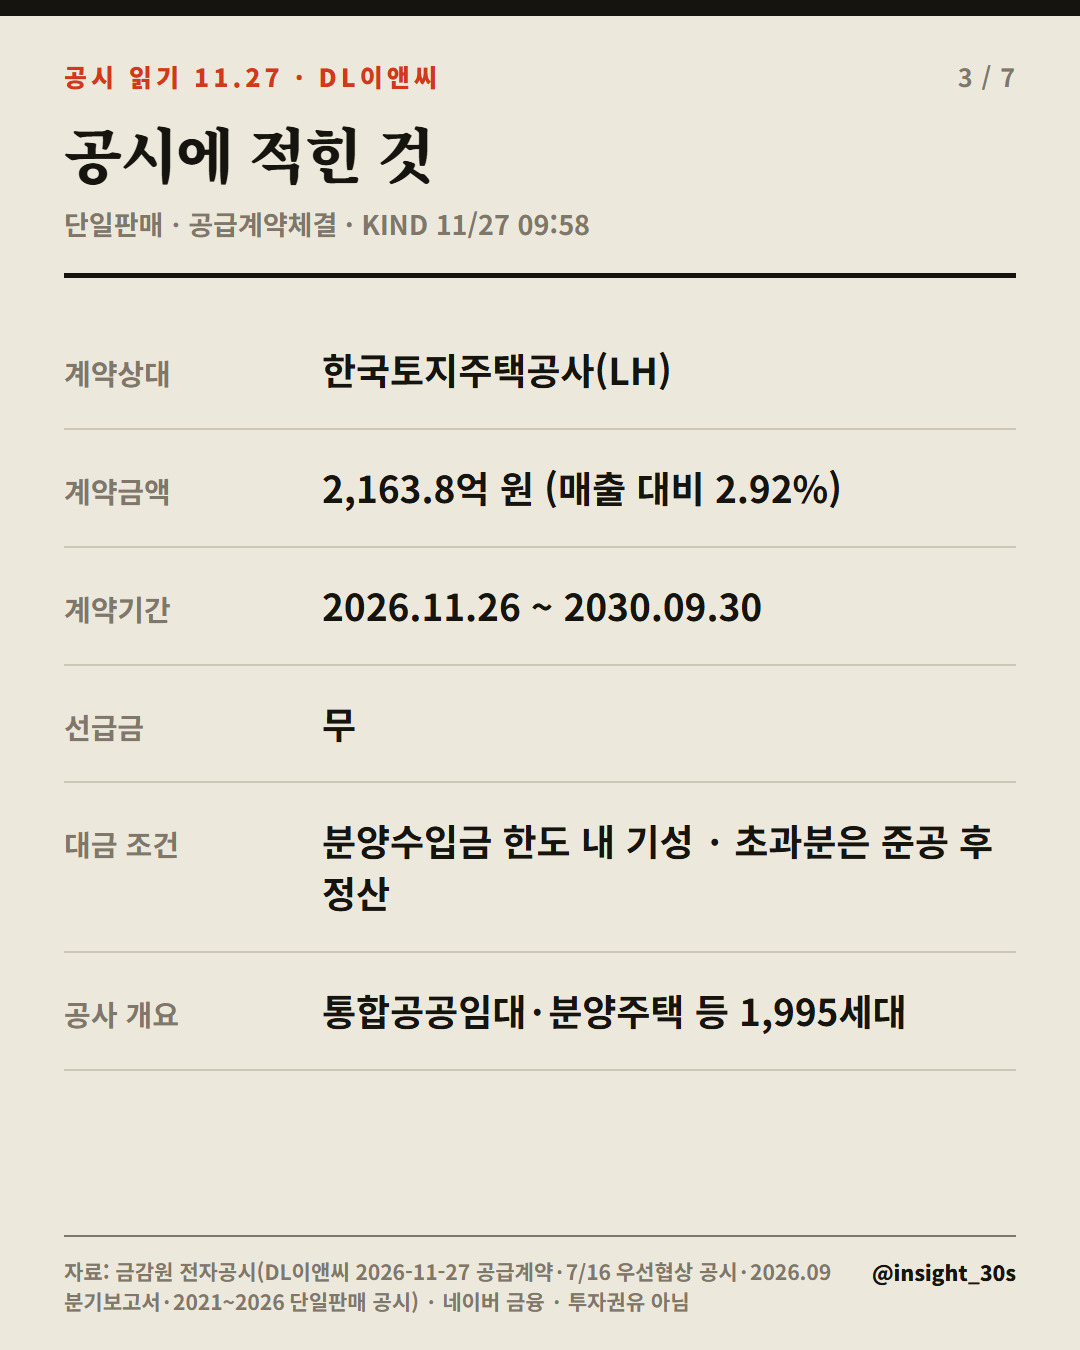 공시 읽기 11.27 · DL이앤씨
3 / 7
공시에 적힌 것
단일판매 · 공급계약체결 · KIND 11/27 09:58
계약상대
한국토지주택공사(LH)
계약금액
2,163.8억 원 (매출 대비 2.92%)
계약기간
2026.11.26 ~ 2030.09.30
선급금
무
대금 조건
분양수입금 한도 내 기성 · 초과분은 준공 후
정산
공사 개요
통합공공임대·분양주택 등 1,995세대
자료: 금감원 전자공시(DL이앤씨 2026-11-27 공급계약·7/16 우선협상 공시·2026.09
분기보고서·2021~2026 단일판매 공시) · 네이버 금융 · 투자권유 아님
@insight_30s